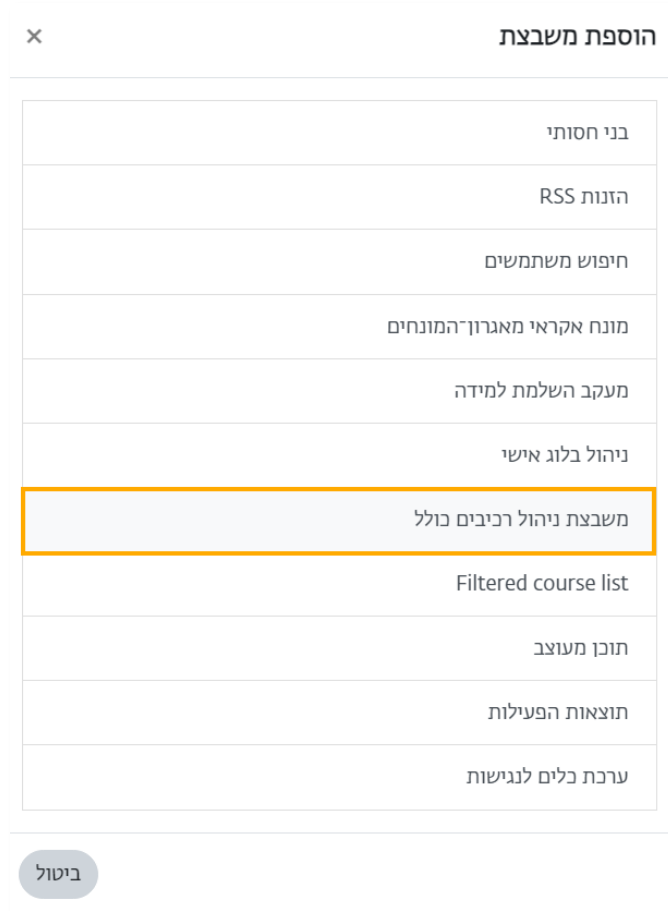 הוספת משבצת
×
בני חסותי
הזנות RSS
חיפוש משתמשים
מונח אקראי מאגרון־המונחים
מעקב השלמת למידה
ניהול בלוג אישי
משבצת ניהול רכיבים כולל
Filtered course list
תוכן מעוצב
תוצאות הפעילות
ערכת כלים לנגישות
ביטול